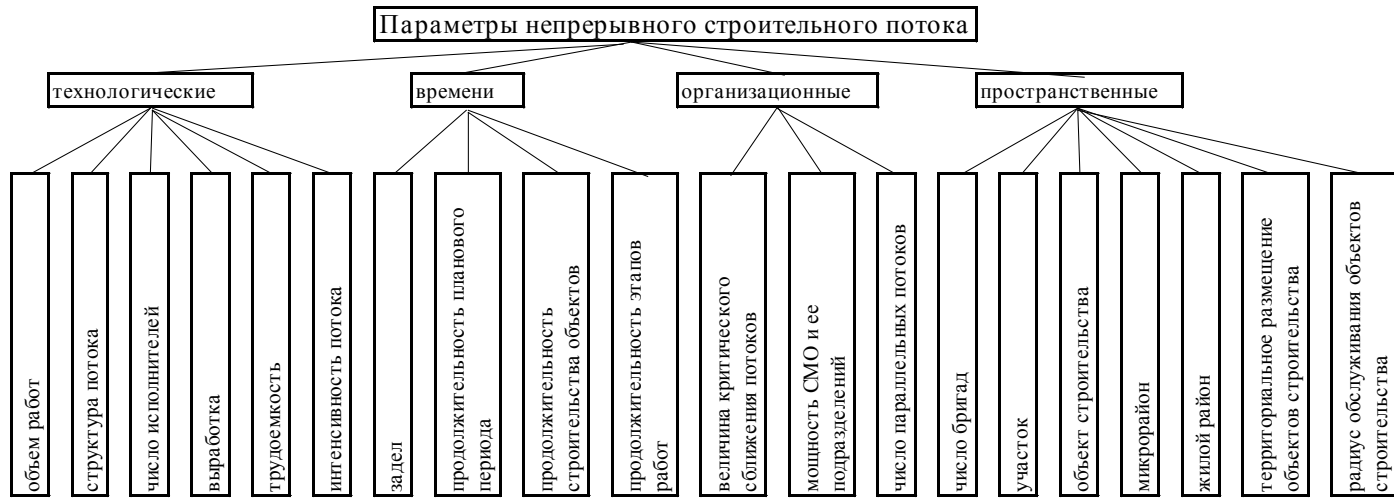 Параметры непрерывного строительного потока
технологические
времени
организационные
пространственные
объем работ
структура потока
число исполнителей
выработка
трудоемкость
интенсивность потока
задел
продолжительность планового
периода
продолжительность
строительства объектов
продолжительность этапов
работ
величина критического
сближения потоков
мощность СМО и ее
подразделений
число параллельных потоков
число бригад
участок
объект строительства
микрорайон
жилой район
территориальное размещение
объектов строительства
радиус обслуживания объектов
строительства